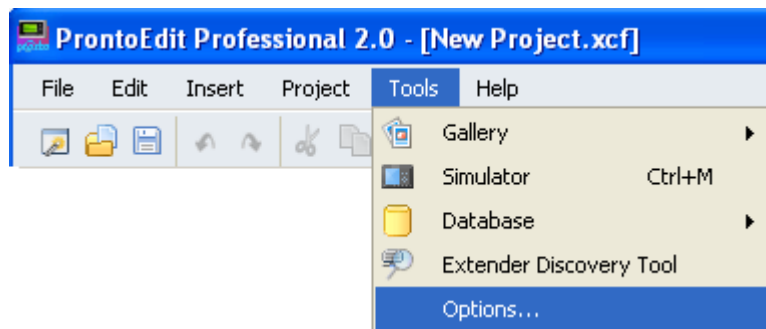 ProntoEdit Professional 2.0 - [New Project.xcf]
File Edit Insert Project Tools Help
Gallery
Simulator Ctrl+M
Database
Extender Discovery Tool
Options...